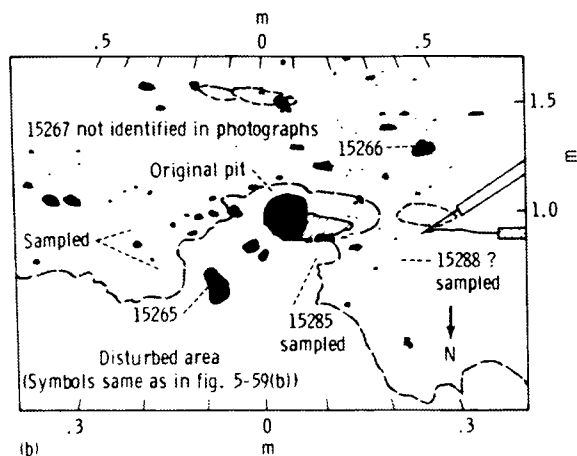 m
.5 0 .5
15267 not identified in photographs
1.5
15266
m
Original pit
1.0
Sampled
15288 ?
sampled
15265
15285
sampled
N
Disturbed area
(Symbols same as in fig. 5-59(b))
.3 0 .3
(b) m